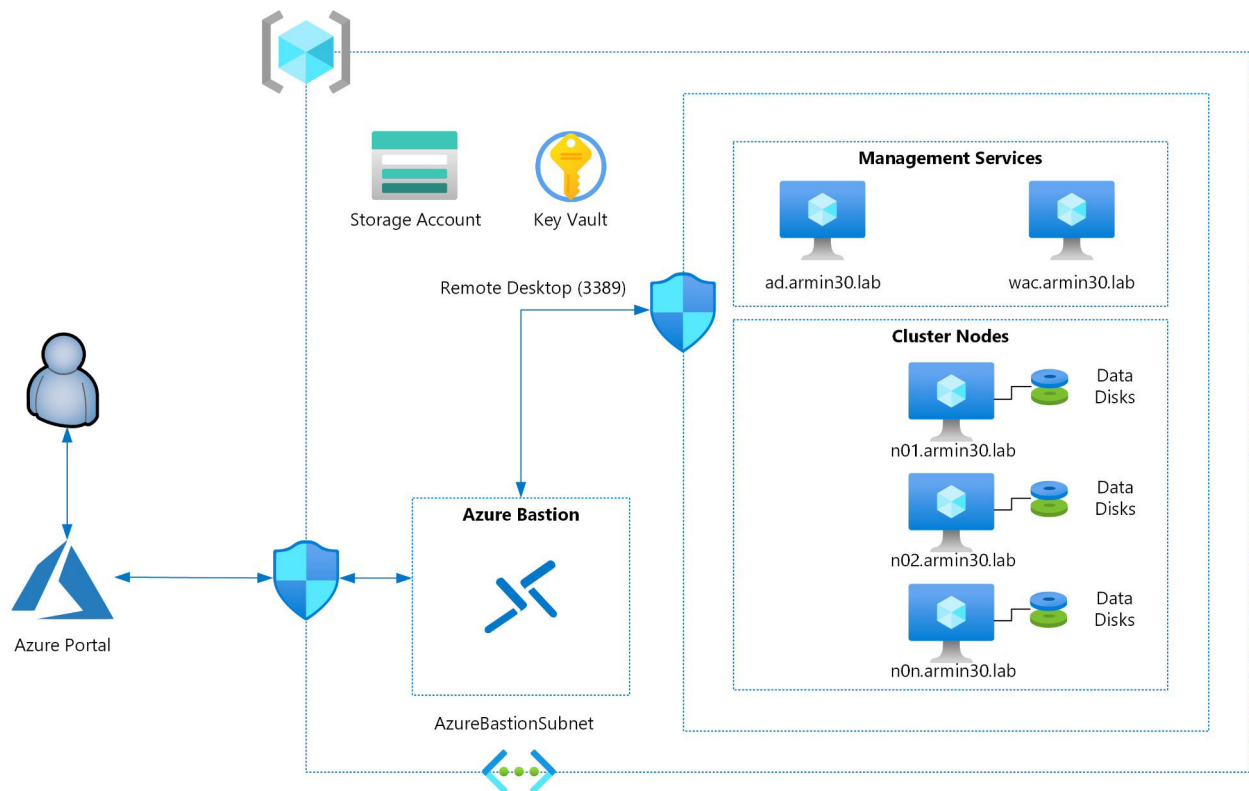 Management Services
Storage Account
Key Vault
ad.armin30.lab
wac.armin30.lab
Remote Desktop (3389)
Cluster Nodes
Data
Disks
n01.armin30.lab
Data
Disks
n02.armin30.lab
Data
Disks
n0n.armin30.lab
Azure Bastion
Azure Portal
AzureBastionSubnet